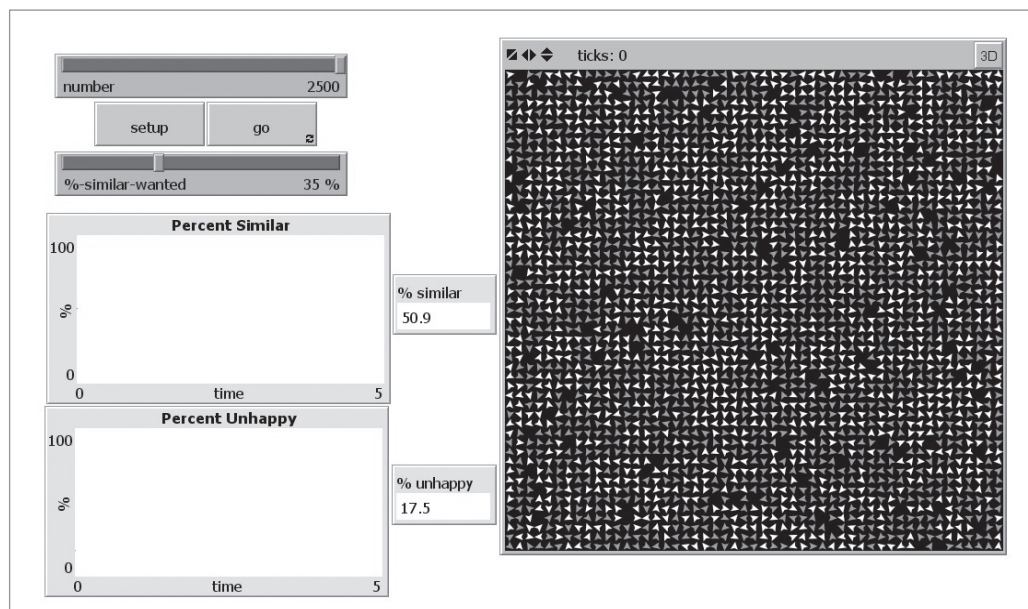 number 2500
setup go
%-similar-wanted 35 %
Percent Similar
100
%
0
0 time 5
% similar
50.9
Percent Unhappy
100
%
0
0 time 5
% unhappy
17.5
ticks: 0 3D